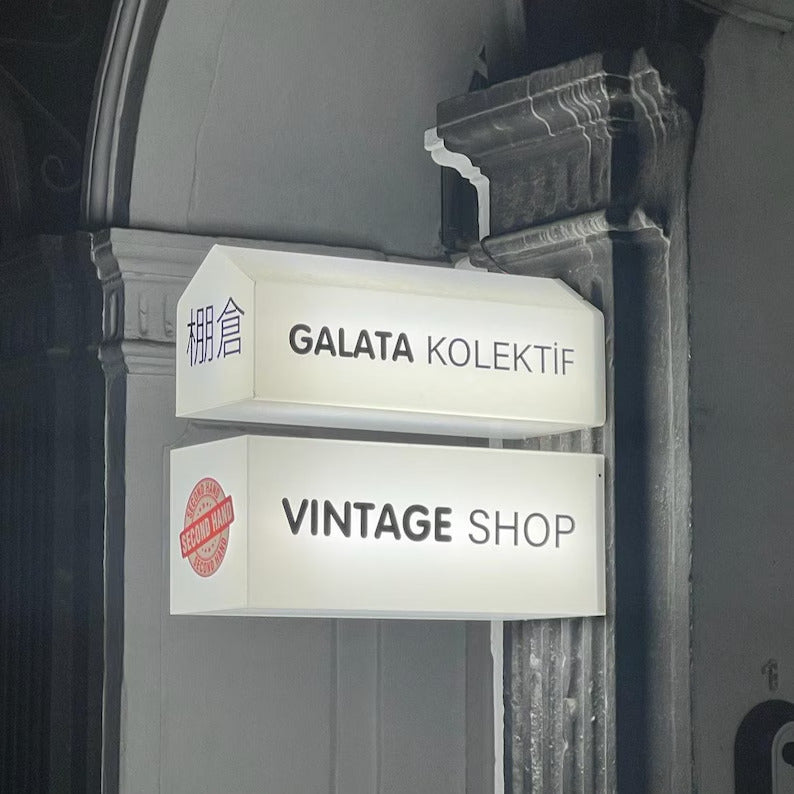 棚倉
GALATA KOLEKTİF
SECOND HAND
SECOND HAND
SECOND HAND
VINTAGE SHOP